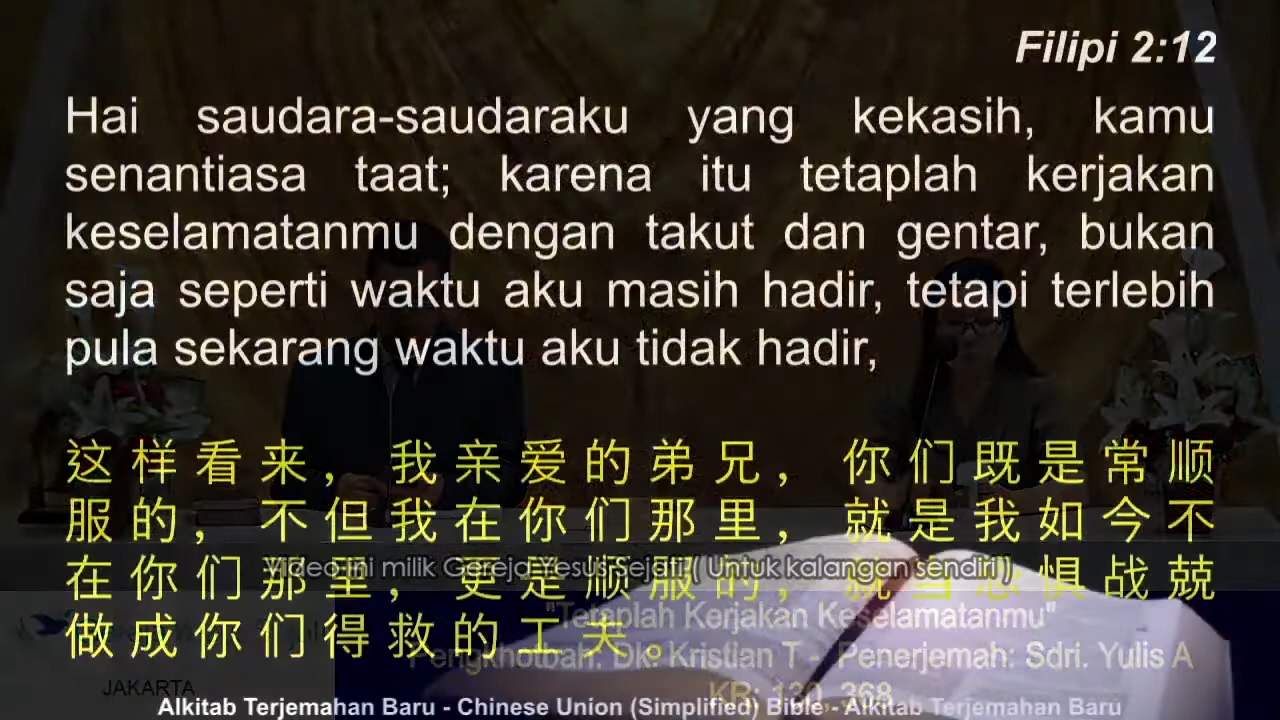 Filipi 2:12
Hai saudara-saudaraku yang kekasih, kamu
senantiasa taat; karena itu tetaplah kerjakan
keselamatanmu dengan takut dan gentar, bukan
saja seperti waktu aku masih hadir, tetapi terlebih
pula sekarang waktu aku tidak hadir,
这样看来，我亲爱的弟兄，你们既是常顺
服的，不但我在你们那里，就是我如今不
在你们那里，更是顺服的，就当恐惧战兢
做成你们得救的工夫。
Video ini milik Gereja Yesus Sejati ( Untuk kalangan sendiri )
"Tetaplah Kerjakan Keselamatanmu"
Pengkhotbah: Dk. Kristian T - Penerjemah: Sdri. Yulis A
KR: 130, 368
JAKARTA
Alkitab Terjemahan Baru - Chinese Union (Simplified) Bible - Alkitab Terjemahan Baru